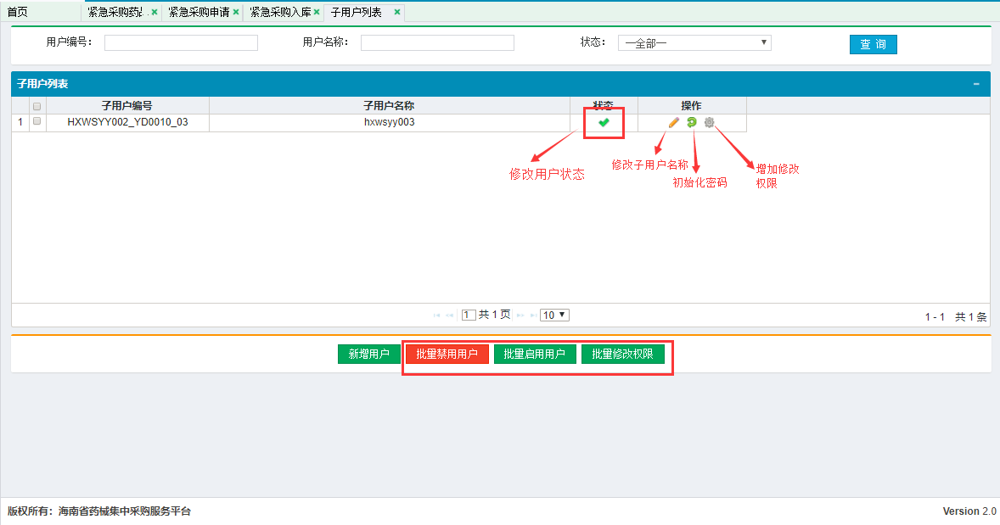 首页 紧急采购药品 紧急采购申请 紧急采购入库 子用户列表
用户编号： 用户名称： 状态： —全部— 查 询
子用户列表
子用户编号 子用户名称 状态 操作
1 HXWSYY002_YD0010_03 hxwsyy003
修改用户状态
修改子用户名称
初始化密码
增加修改
权限
1 共 1 页 10
1 - 1 共 1 条
新增用户 批量禁用用户 批量启用用户 批量修改权限
版权所有：海南省药械集中采购服务平台
Version 2.0